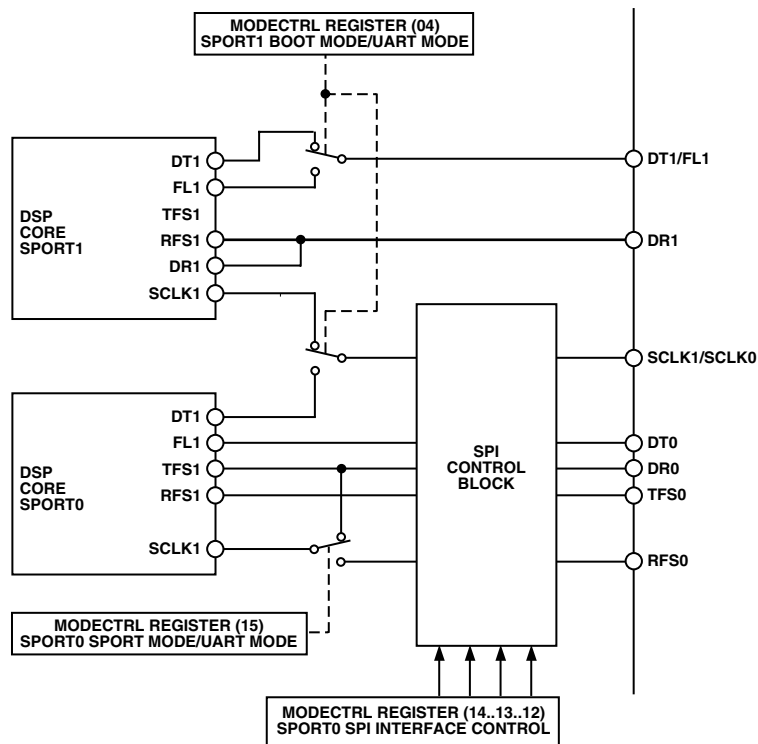 MODECTRL REGISTER (04)
SPORT1 BOOT MODE/UART MODE
DSP
CORE
SPORT1
DT1
FL1
TFS1
RFS1
DR1
SCLK1
DT1/FL1
DR1
DSP
CORE
SPORT0
DT1
FL1
TFS1
RFS1
SCLK1
SPI
CONTROL
BLOCK
SCLK1/SCLK0
DT0
DR0
TFS0
RFS0
MODECTRL REGISTER (15)
SPORT0 SPORT MODE/UART MODE
MODECTRL REGISTER (14..13..12)
SPORT0 SPI INTERFACE CONTROL